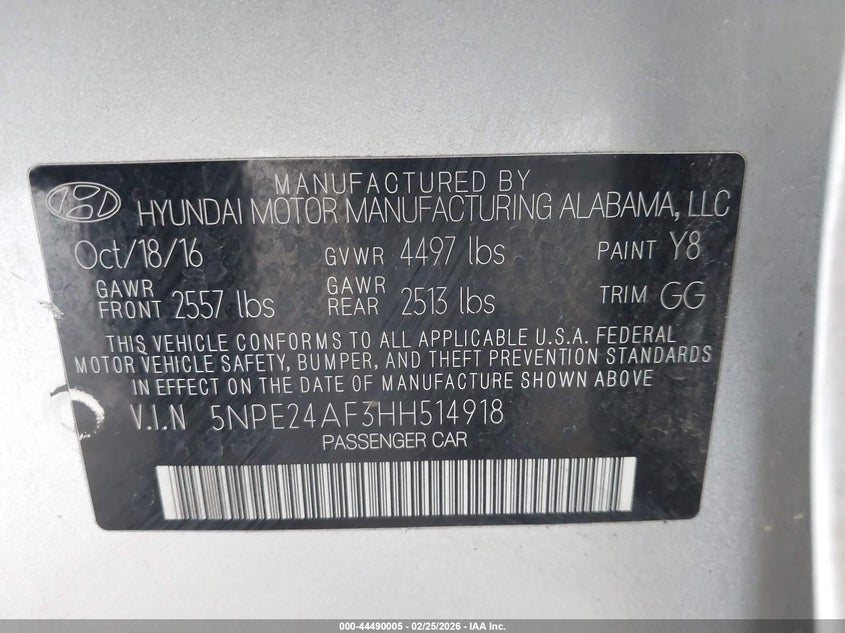 MANUFACTURED BY
HYUNDAI MOTOR MANUFACTURING ALABAMA, LLC
Oct/18/16 GVWR 4497 lbs PAINT Y8
GAWR FRONT 2557 lbs GAWR REAR 2513 lbs TRIM GG
THIS VEHICLE CONFORMS TO ALL APPLICABLE U.S.A. FEDERAL
MOTOR VEHICLE SAFETY, BUMPER, AND THEFT PREVENTION STANDARDS
IN EFFECT ON THE DATE OF MANUFACTURE SHOWN ABOVE
V.I.N 5NPE24AF3HH514918
PASSENGER CAR
000-44490005 - 02/25/2026 - IAA Inc.